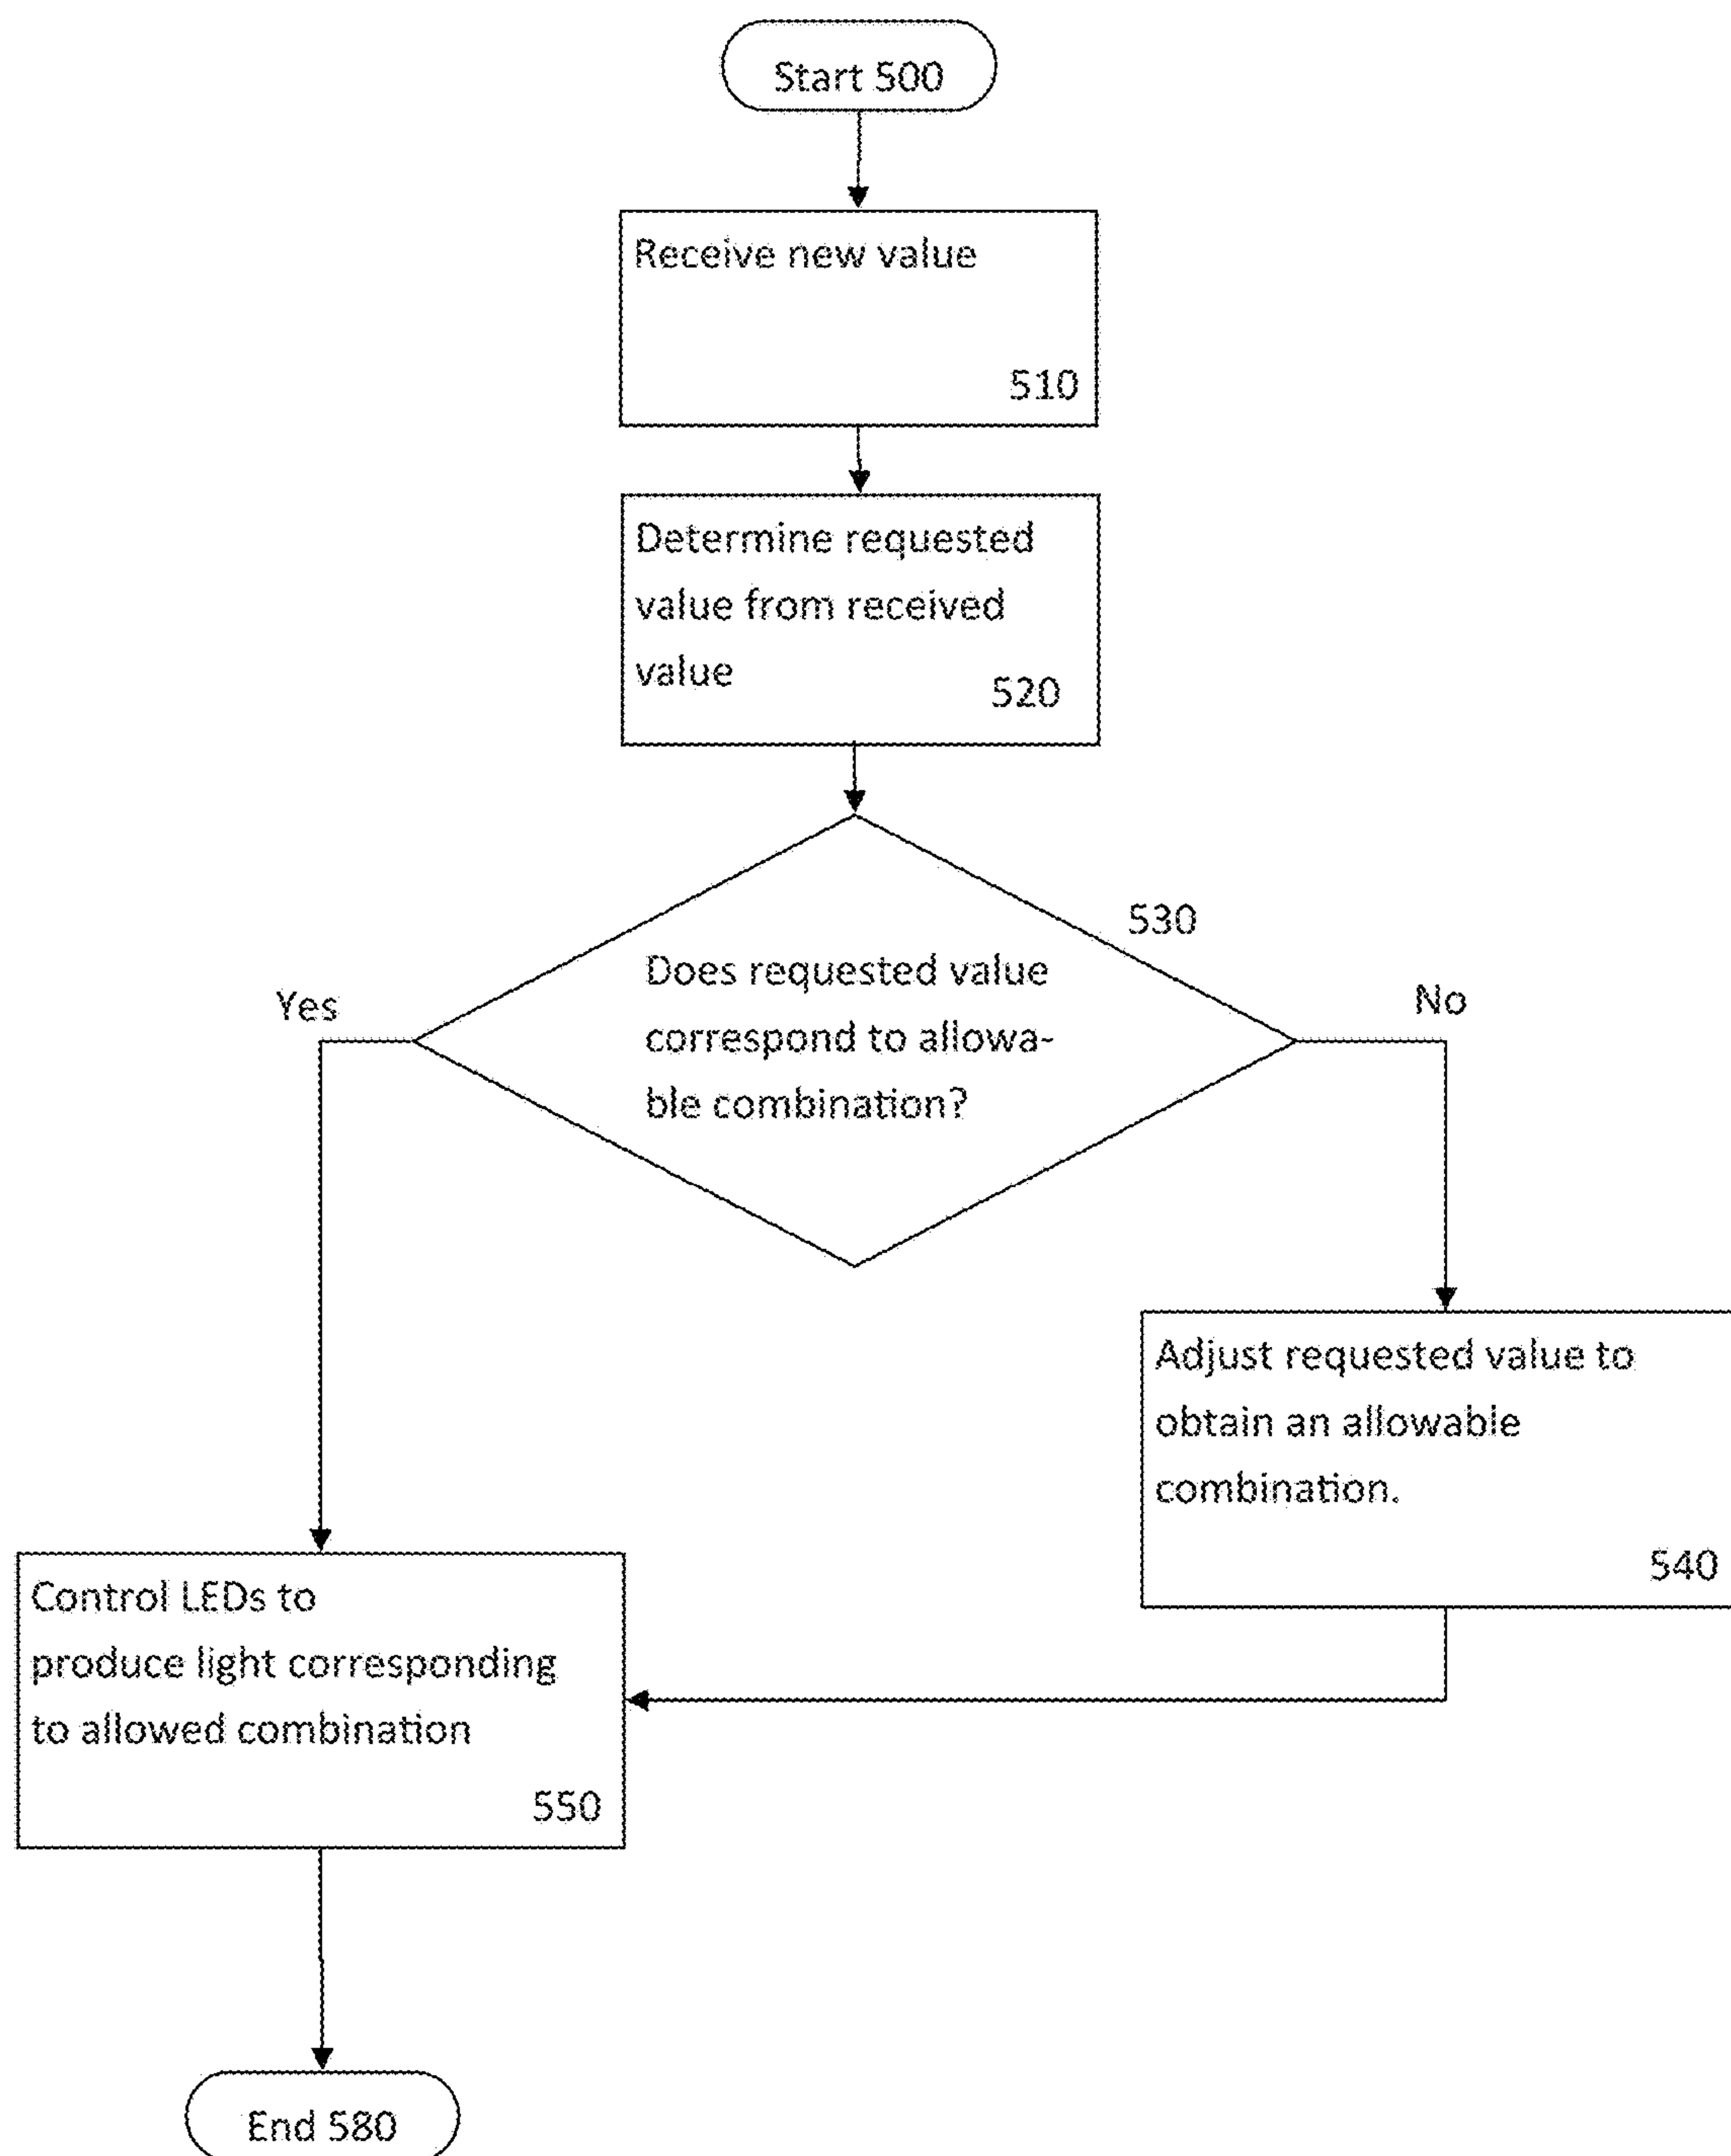 Start 500
Receive new value
510
Determine requested
value from received
value
520
530
Does requested value
correspond to allowa-
ble combination?
Yes
No
Adjust requested value to
obtain an allowable
combination.
540
Control LEDs to
produce light corresponding
to allowed combination
550
End 580